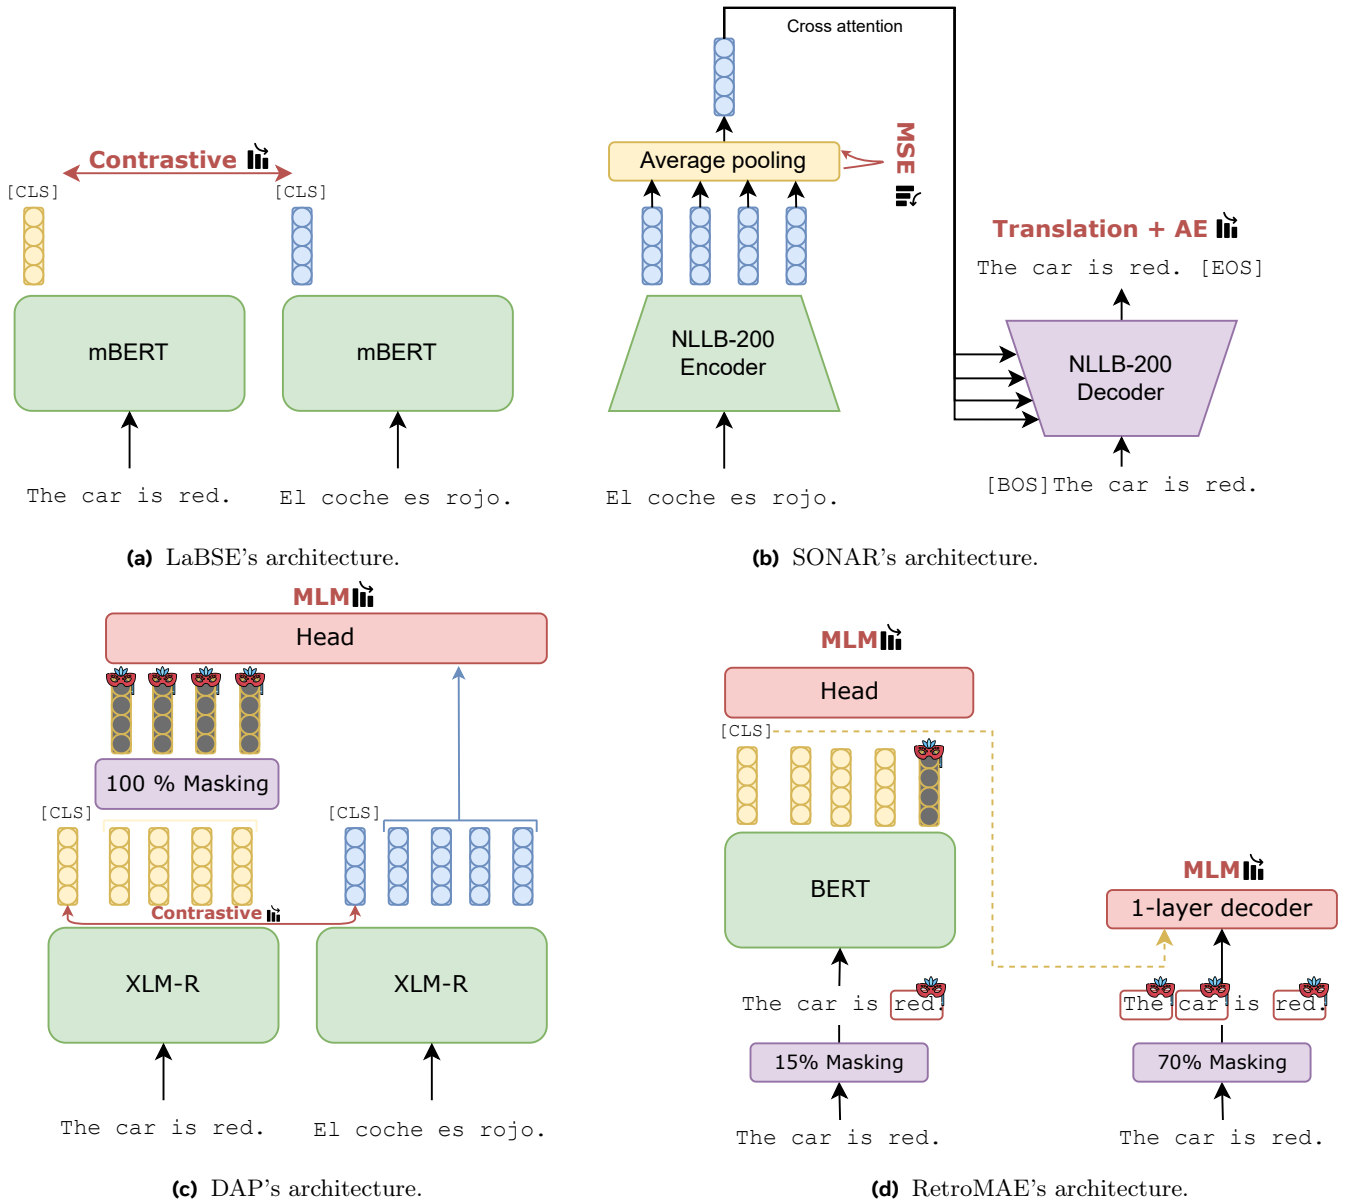 Contrastive
[CLS]
[CLS]
mBERT
mBERT
The car is red.
El coche es rojo.
(a) LaBSE's architecture.
Cross attention
Average pooling
MSE
NLLB-200
Encoder
El coche es rojo.
Translation + AE
The car is red. [EOS]
NLLB-200
Decoder
[BOS]The car is red.
(b) SONAR's architecture.
MLM
Head
100 % Masking
[CLS]
[CLS]
Contrastive
XLM-R
XLM-R
The car is red.
El coche es rojo.
(c) DAP's architecture.
MLM
Head
[CLS]
BERT
The car is red.
15% Masking
The car is red.
MLM
1-layer decoder
The car is red.
70% Masking
The car is red.
(d) RetroMAE's architecture.